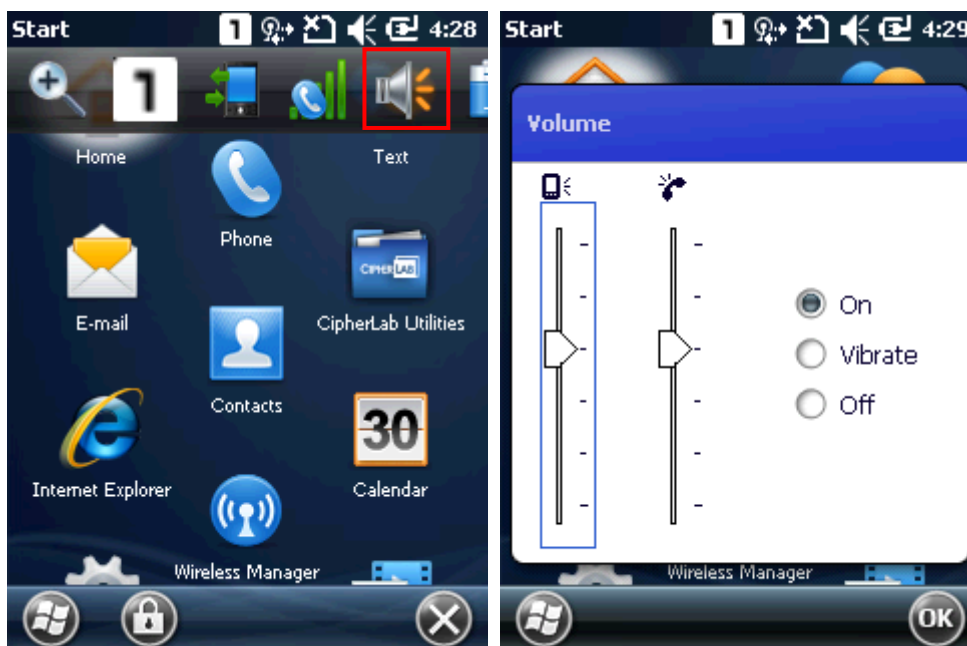 Start 1 4:28
1
Home Text
Phone
CIPHERLAB
E-mail CipherLab Utilities
Contacts
30
Internet Explorer Calendar
Wireless Manager
Start 1 4:29
Volume
On
Vibrate
Off
Wireless Manager
OK